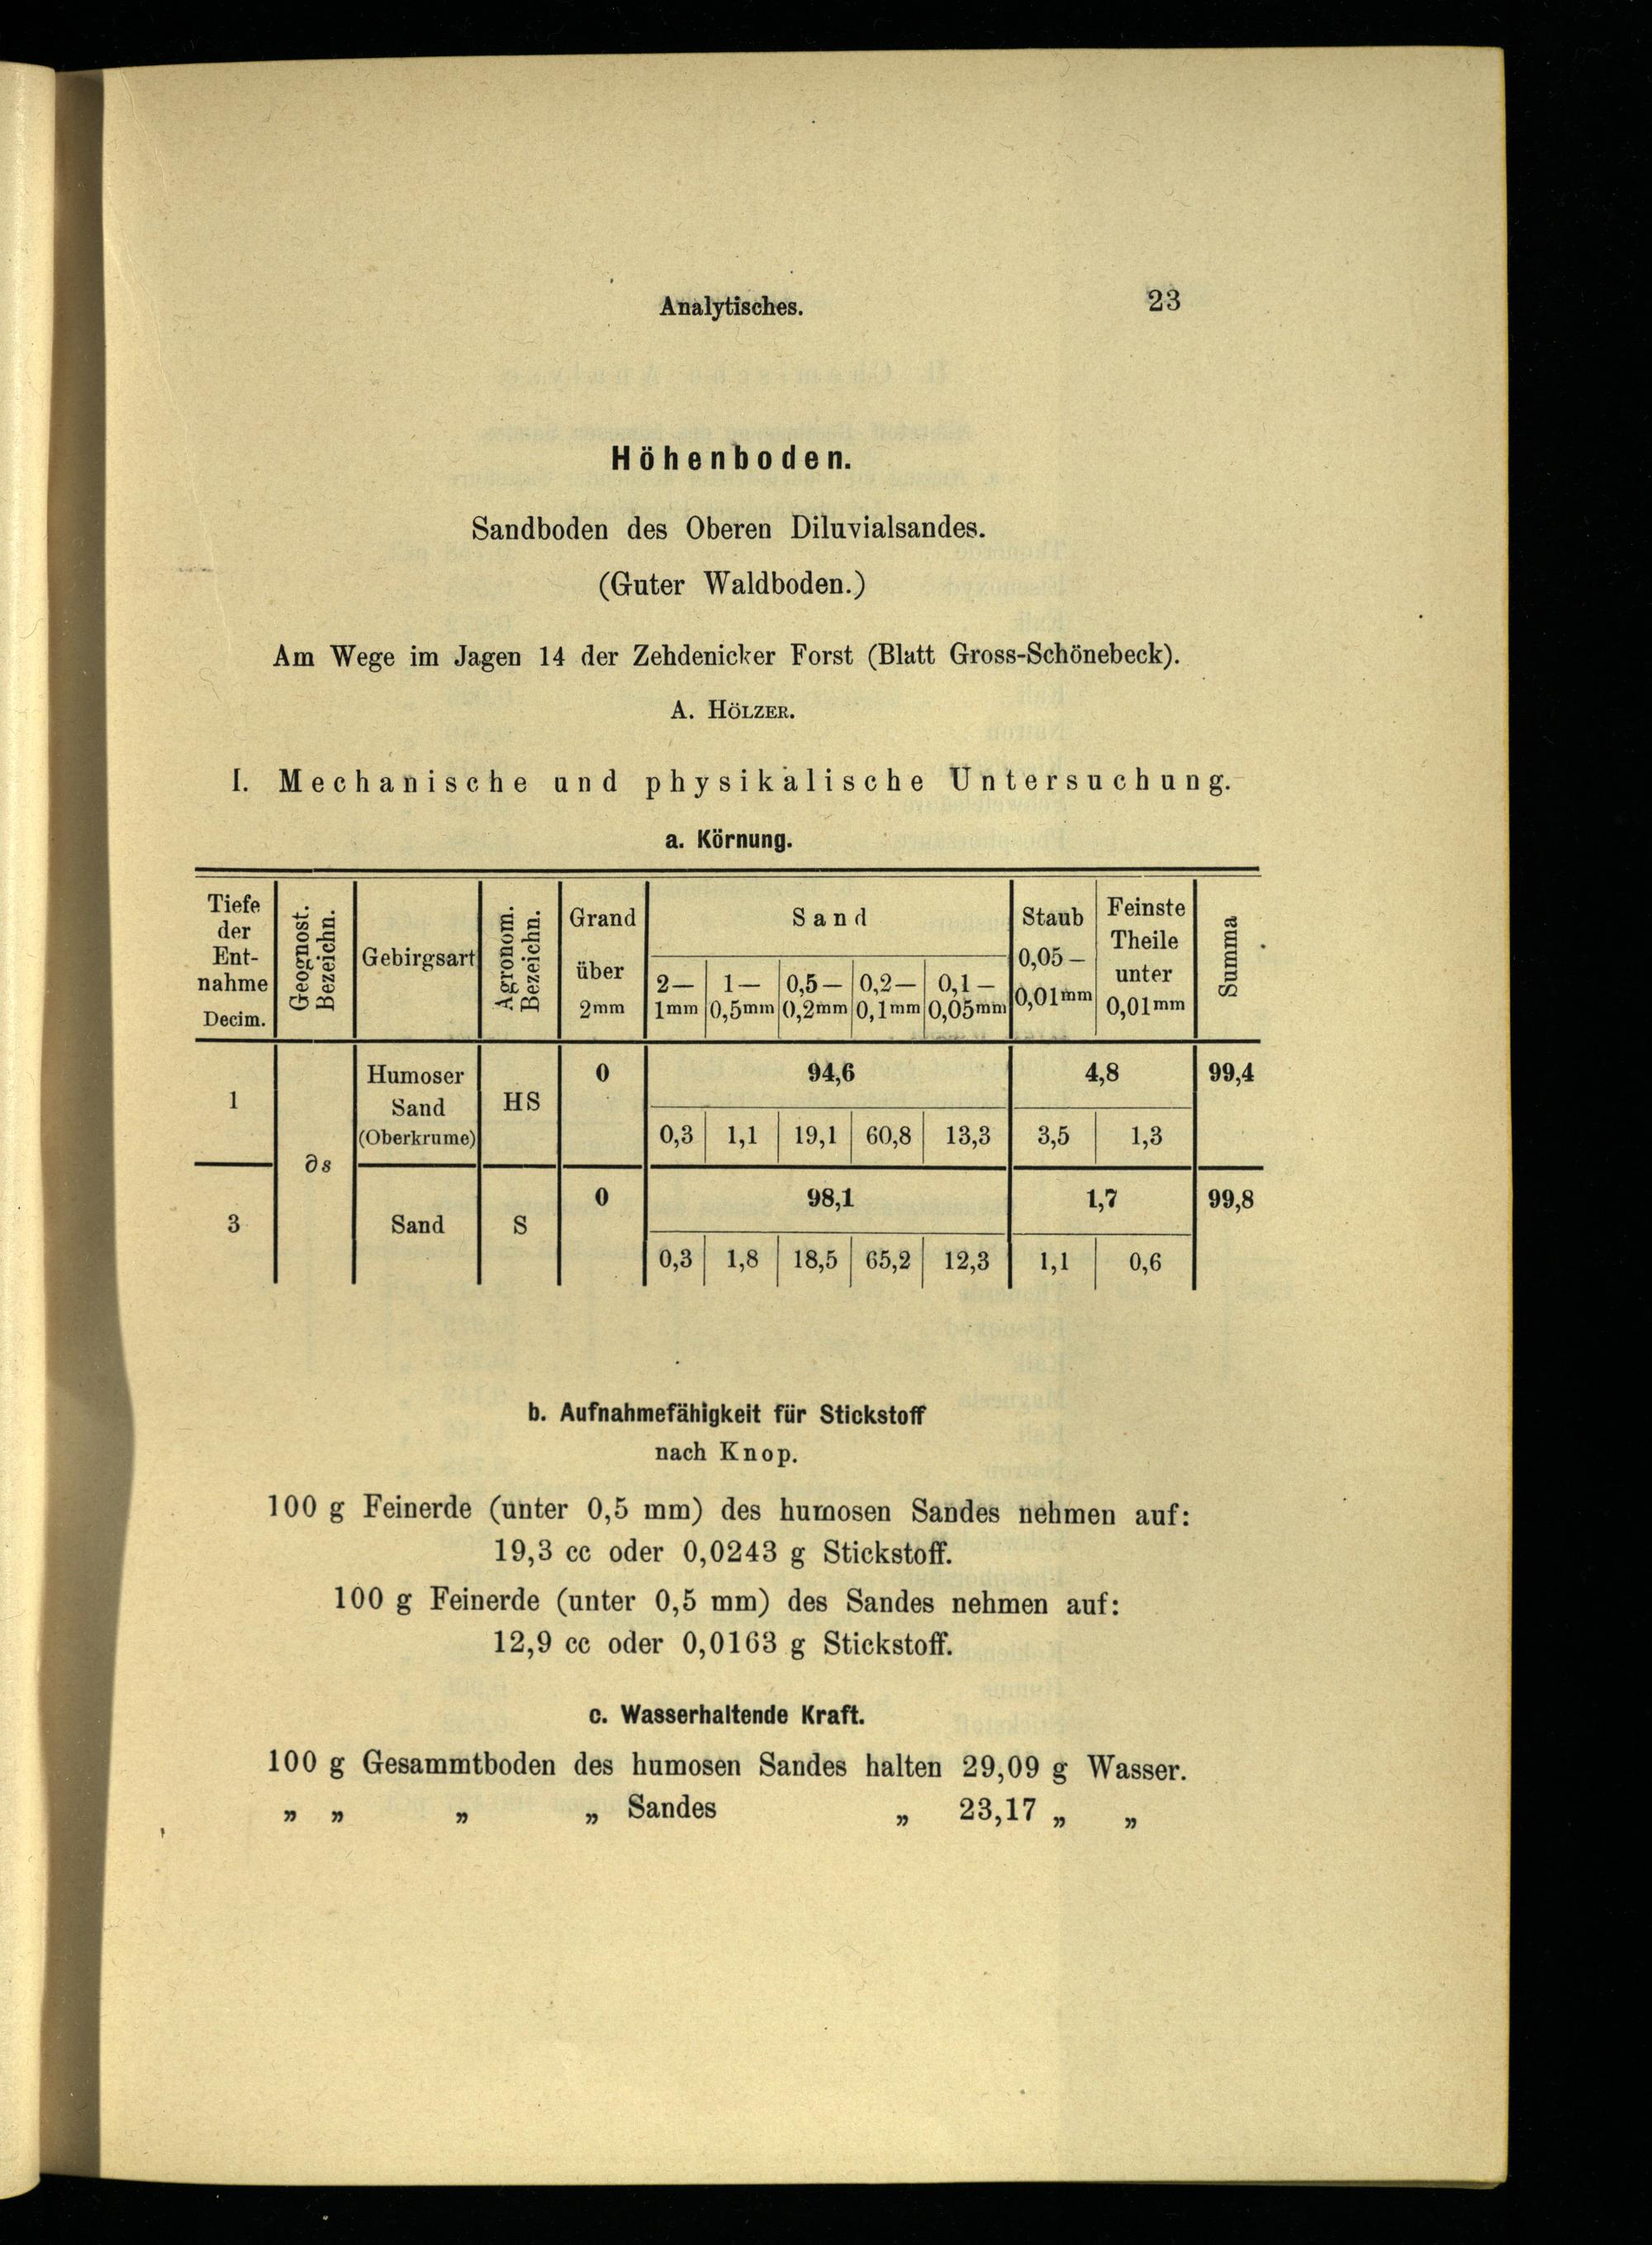 Analytisches. 23
Höhenboden.
Sandboden des Oberen Diluvialsandes.
(Guter Waldboden.)
Am Wege im Jagen 14 der Zehdenicker Forst (Blatt Gross-Schönebeck).
A. HÖLZER.
I. Mechanische und physikalische Untersuchung.
a. Körnung.
Tiefe der Ent- nahme Decim. | Geognost. Bezeichn. | Gebirgsart | Agronom. Bezeichn. | Grand über 2mm | Sand | Staub 0,05— 0,01mm | Feinste Theile unter 0,01mm | Summa
2— 1mm | 1— 0,5mm | 0,5— 0,2mm | 0,2— 0,1mm | 0,1— 0,05mm
1 | ∂s | Humoser Sand (Oberkrume) | HS | 0 | 94,6 | 4,8 | 99,4
0,3 | 1,1 | 19,1 | 60,8 | 13,3 | 3,5 | 1,3
3 | Sand | S | 0 | 98,1 | 1,7 | 99,8
0,3 | 1,8 | 18,5 | 65,2 | 12,3 | 1,1 | 0,6
b. Aufnahmefähigkeit für Stickstoff
nach Knop.
100 g Feinerde (unter 0,5 mm) des humosen Sandes nehmen auf:
19,3 cc oder 0,0243 g Stickstoff.
100 g Feinerde (unter 0,5 mm) des Sandes nehmen auf:
12,9 cc oder 0,0163 g Stickstoff.
c. Wasserhaltende Kraft.
100 g Gesammtboden des humosen Sandes halten 29,09 g Wasser.
„ „ „ „ Sandes „ 23,17 „ „